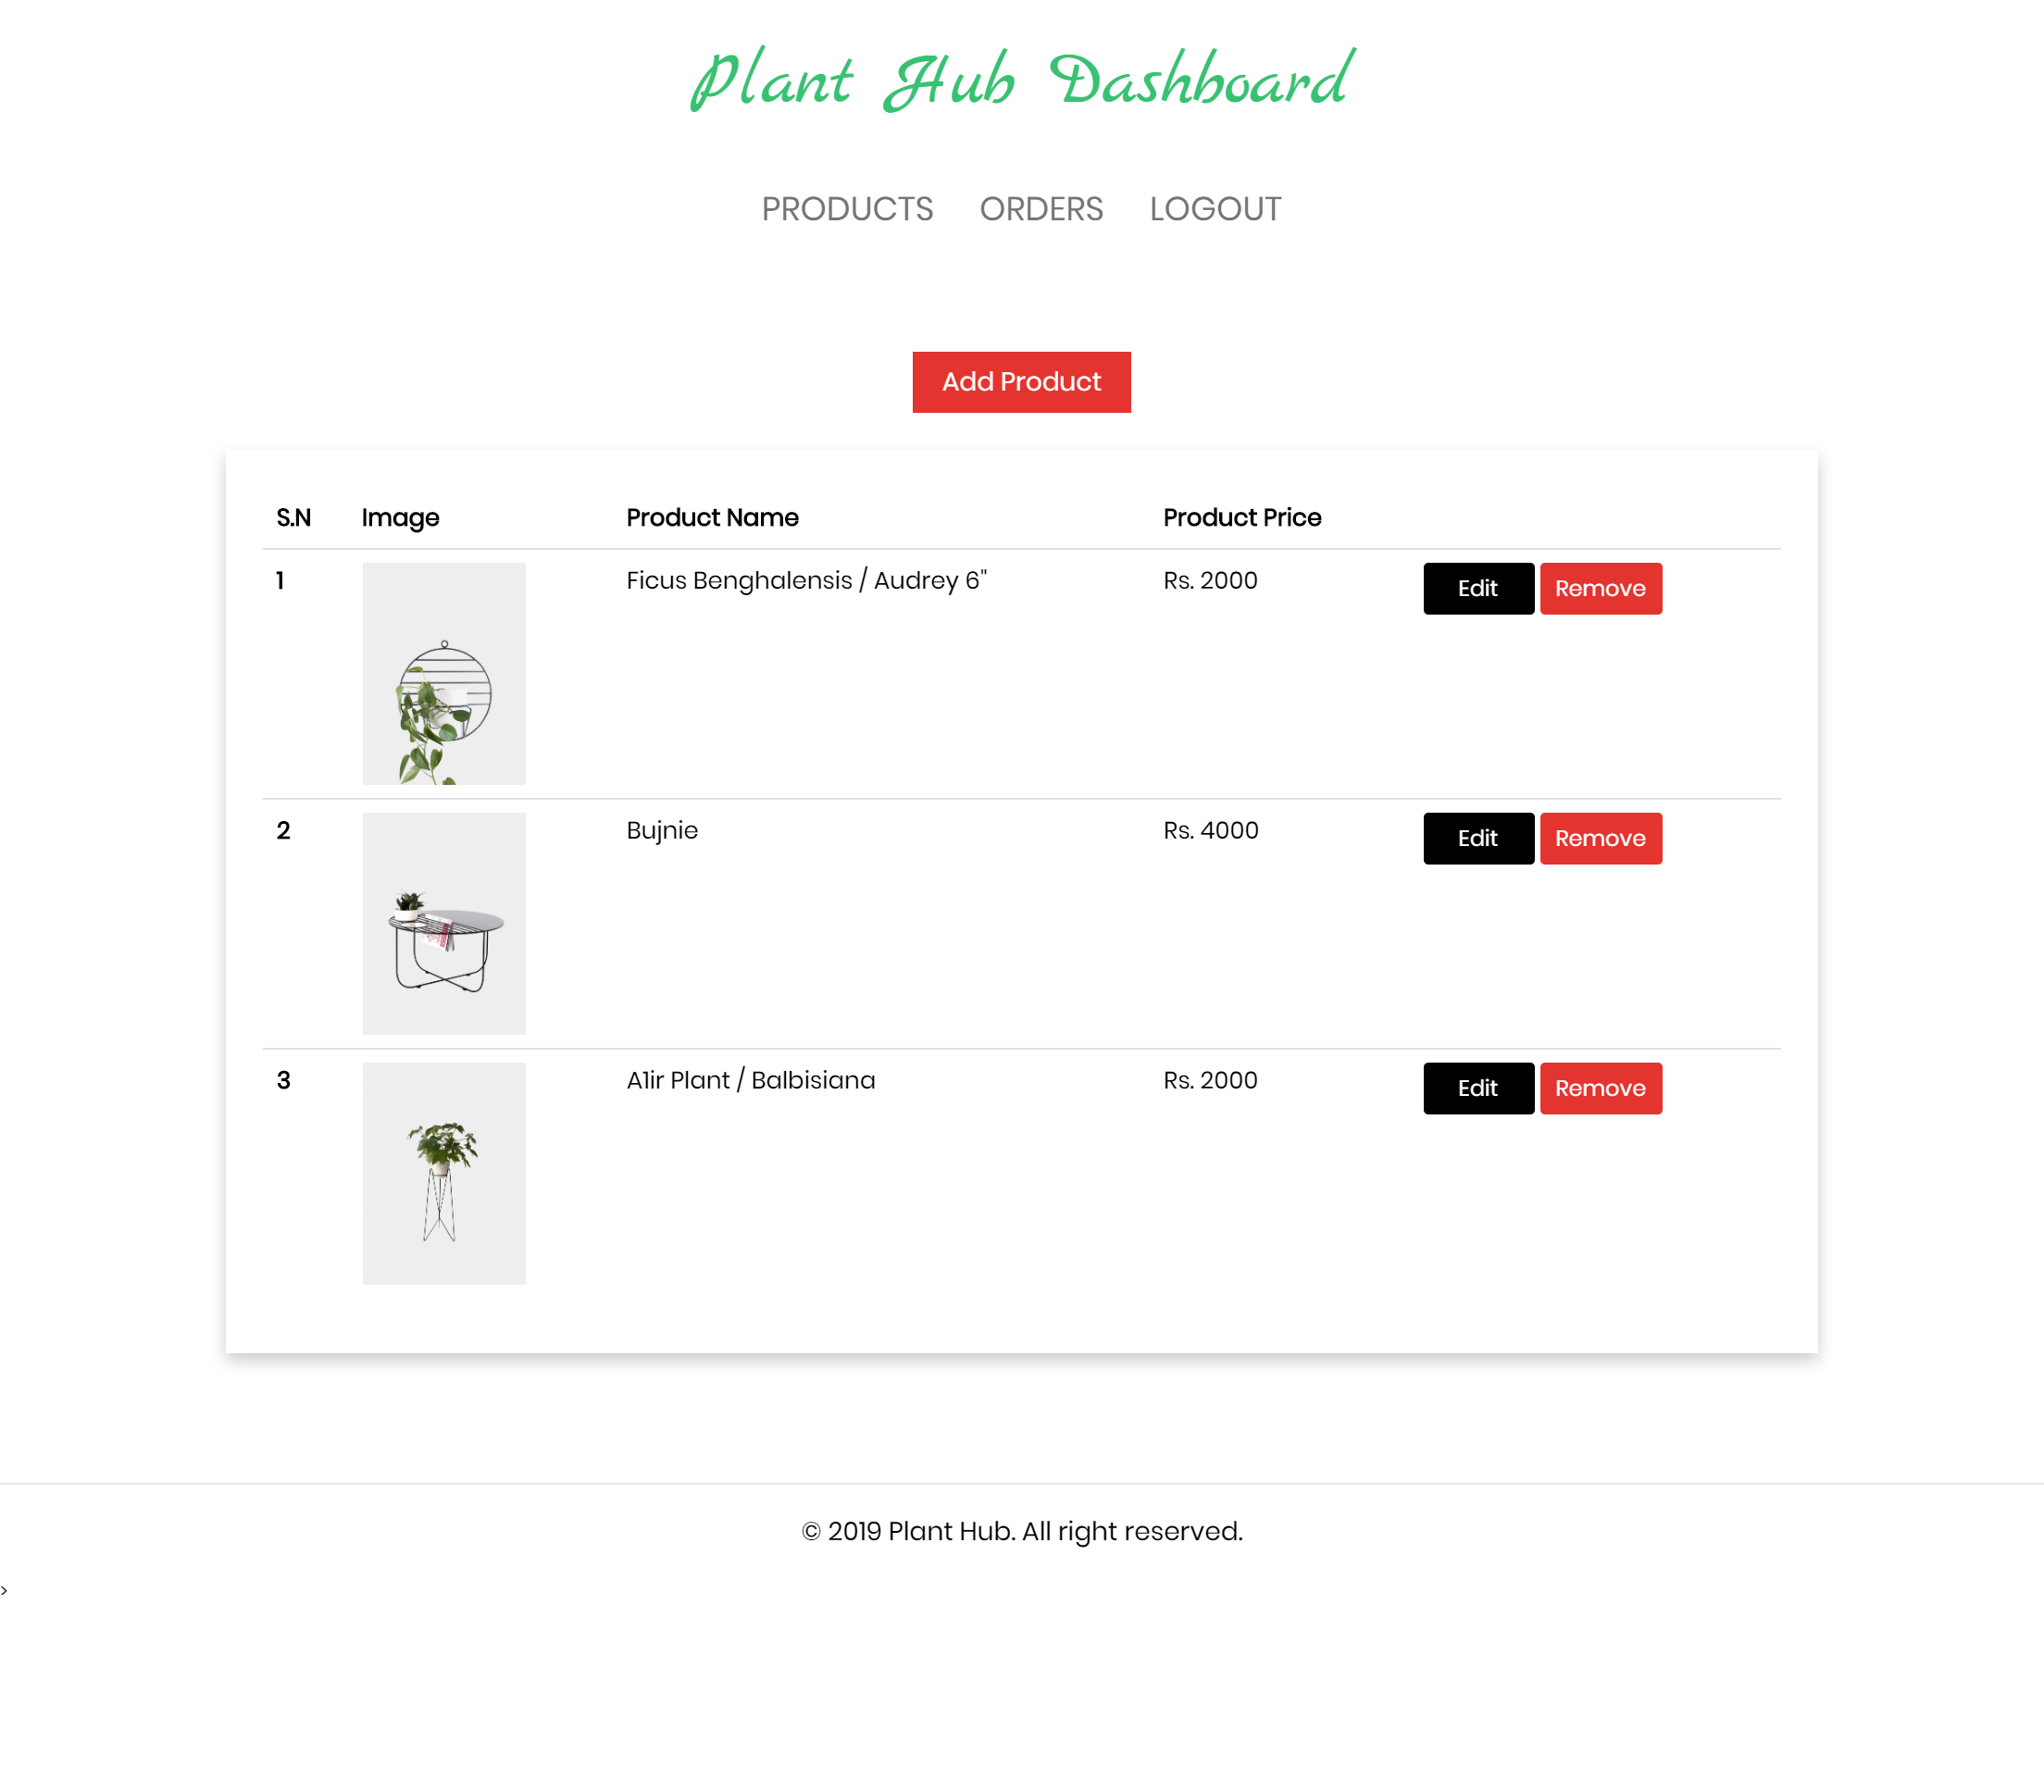 Plant Hub Dashboard
PRODUCTS ORDERS LOGOUT
Add Product
S.N Image Product Name Product Price
1 Ficus Benghalensis / Audrey 6" Rs. 2000 Edit Remove
2 Bujnie Rs. 4000 Edit Remove
3 A1ir Plant / Balbisiana Rs. 2000 Edit Remove
© 2019 Plant Hub. All right reserved.
>